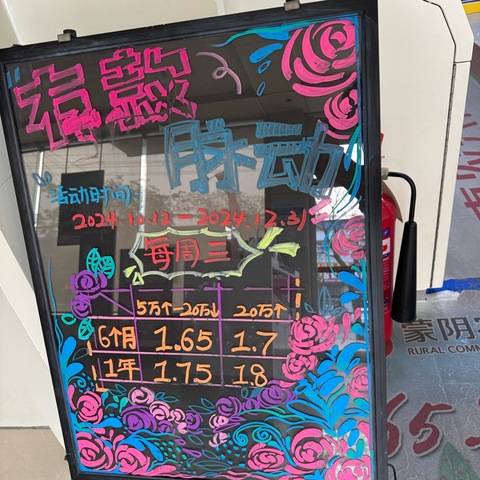 存款
脉动
活动时间:
2024.10.12-2024.12.31
每周三
5万↑-20万↓ 20万↑
6个月 1.65 1.7
1年 1.75 1.8
蒙阴
RURAL COMM